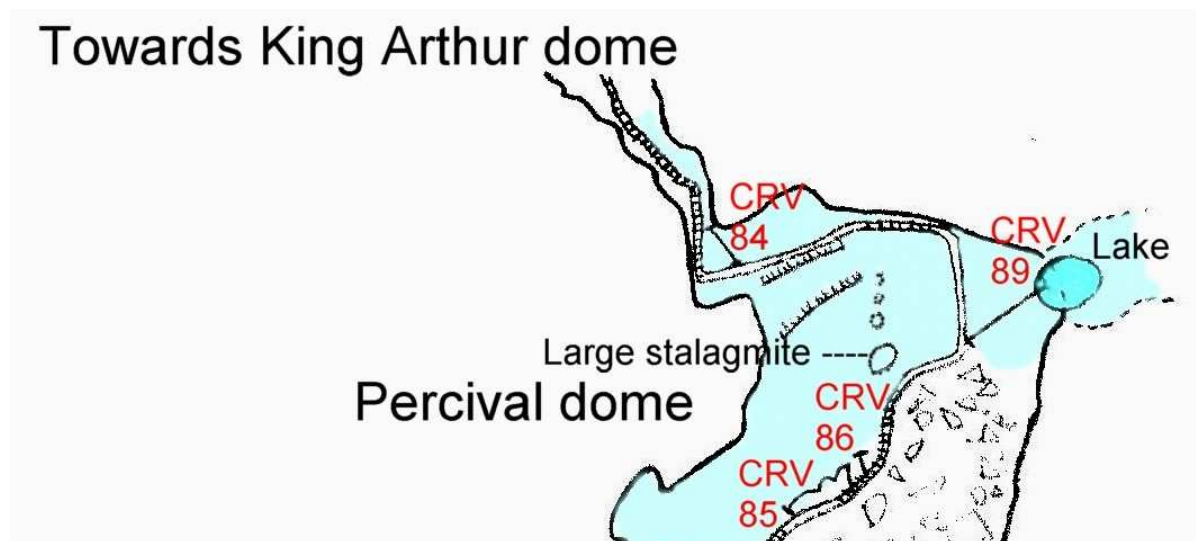 Towards King Arthur dome
CRV
84
CRV
89
Lake
Large stalagmite ----
Percival dome
CRV
86
CRV
85